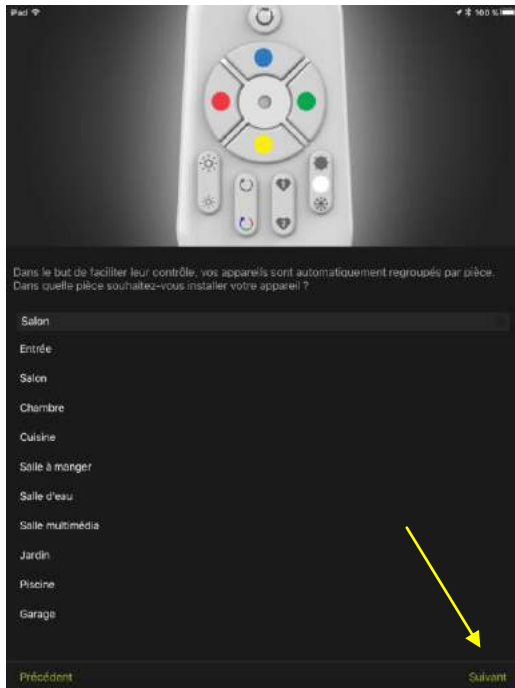 iPad
100 %
Dans le but de faciliter leur contrôle, vos appareils sont automatiquement regroupés par pièce.
Dans quelle pièce souhaitez-vous installer votre appareil ?
Salon
Entrée
Salon
Chambre
Cuisine
Salle à manger
Salle d'eau
Salle multimédia
Jardin
Piscine
Garage
Précédent
Suivant